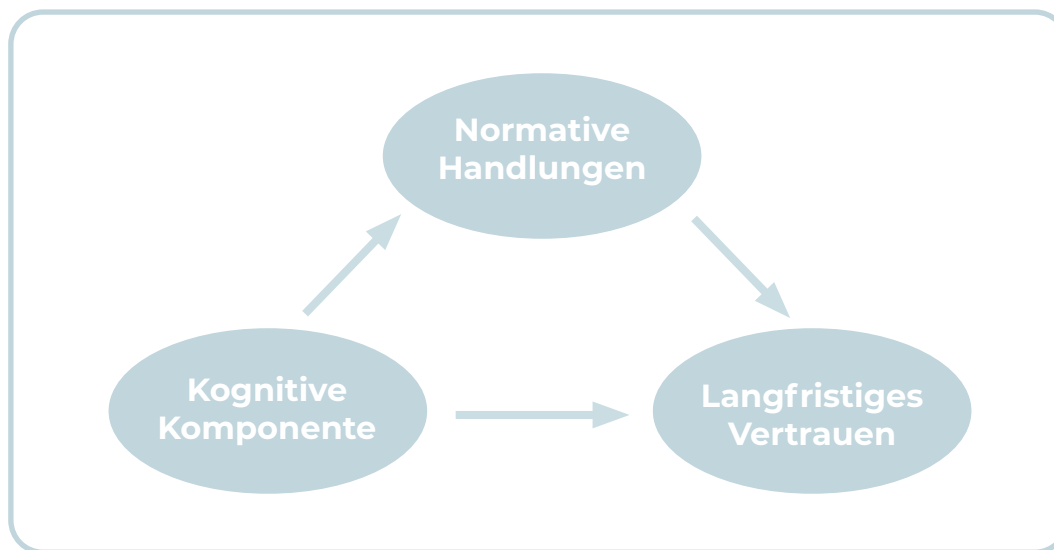 Normative
Handlungen
Kognitive
Komponente
Langfristiges
Vertrauen